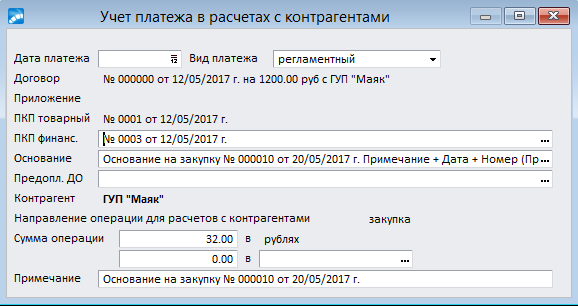 Учет платежа в расчетах с контрагентами
Дата платежа 12 Вид платежа регламентный
Договор № 000000 от 12/05/2017 г. на 1200.00 руб с ГУП "Маяк"
Приложение
ПКП товарный № 0001 от 12/05/2017 г.
ПКП финанс. № 0003 от 12/05/2017 г. ...
Основание Основание на закупку № 000010 от 20/05/2017 г. Примечание + Дата + Номер (Пр ...
Предопл. ДО ...
Контрагент ГУП "Маяк"
Направление операции для расчетов с контрагентами закупка
Сумма операции 32.00 в рублях
0.00 в ...
Примечание Основание на закупку № 000010 от 20/05/2017 г.